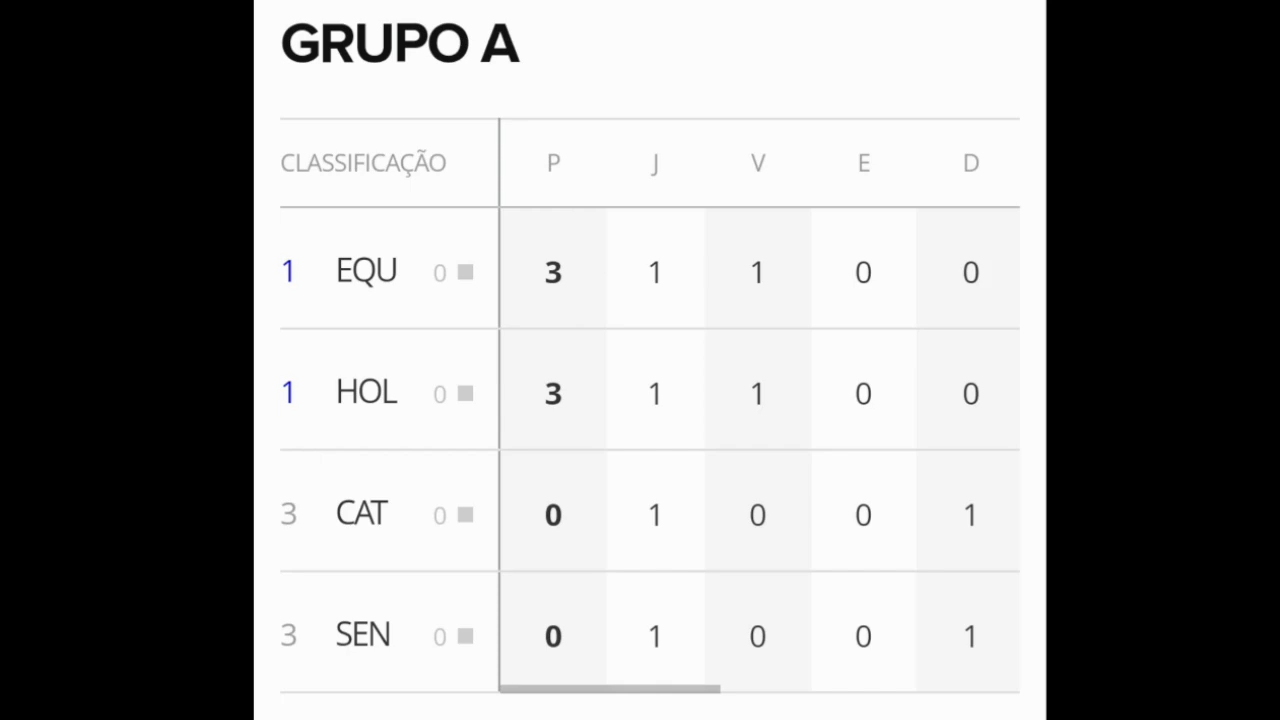 GRUPO A
CLASSIFICAÇÃO P J V E D
1 EQU 0 3 1 1 0 0
1 HOL 0 3 1 1 0 0
3 CAT 0 0 1 0 0 1
3 SEN 0 0 1 0 0 1